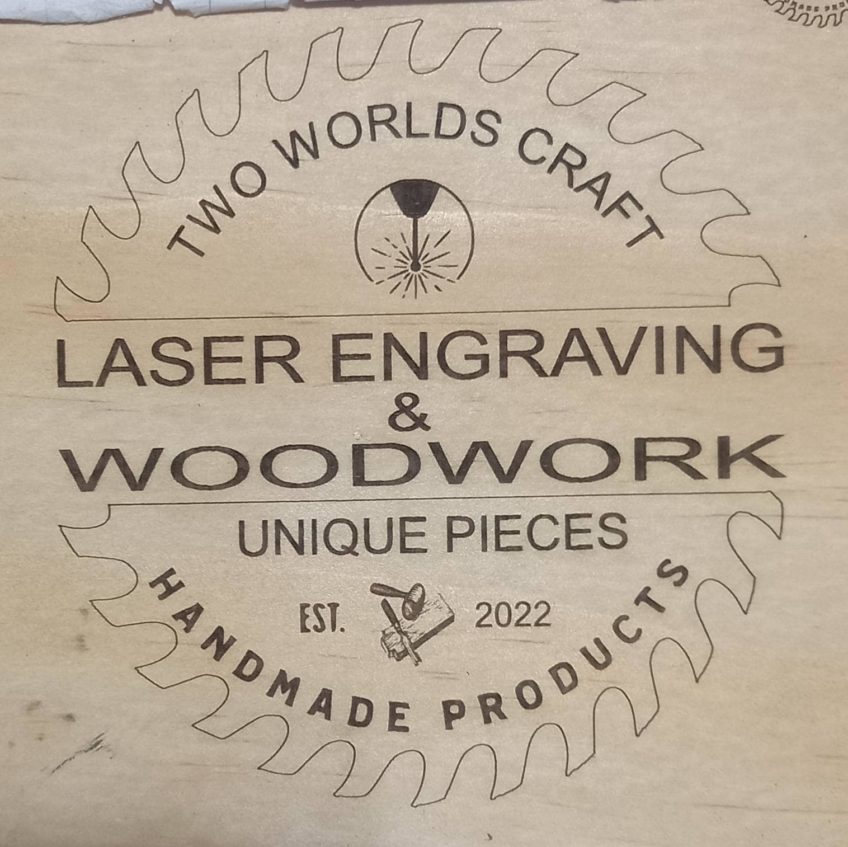 TWO WORLDS CRAFT
LASER ENGRAVING
&
WOODWORK
UNIQUE PIECES
EST. 2022
HANDMADE PRODUCTS